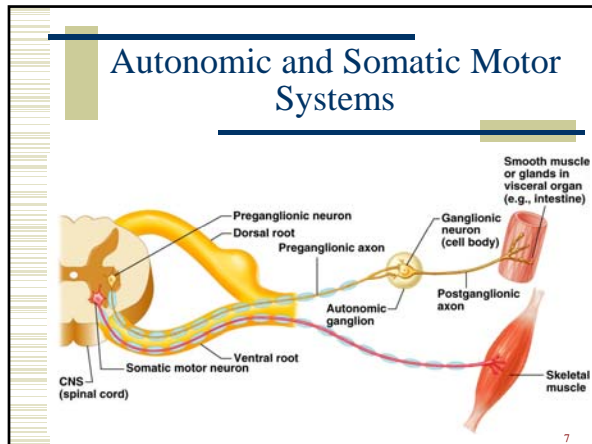 Autonomic and Somatic Motor
Systems
Smooth muscle
or glands in
visceral organ
(e.g., intestine)
Preganglionic neuron
Dorsal root
Preganglionic axon
Ganglionic
neuron
(cell body)
Autonomic
ganglion
Postganglionic
axon
Ventral root
Somatic motor neuron
CNS
(spinal cord)
Skeletal
muscle
7